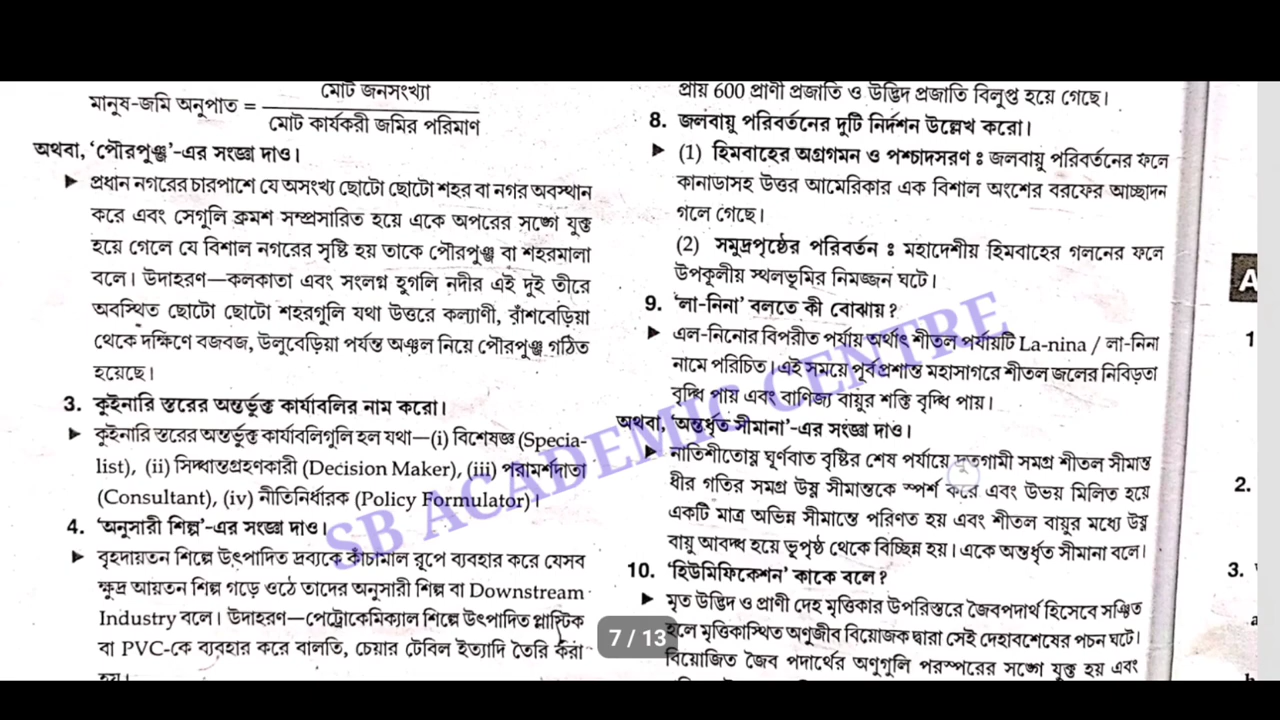 মানুষ-জমি অনুপাত = মোট জনসংখ্যা
মোট কার্যকরী জমির পরিমাণ
অথবা, ‘পৌরপুঞ্জ’-এর সংজ্ঞা দাও।
▶ প্রধান নগরের চারপাশে যে অসংখ্য ছোটো ছোটো শহর বা নগর অবস্থান
করে এবং সেগুলি ক্রমশ সম্প্রসারিত হয়ে একে অপরের সঙ্গে যুক্ত
হয়ে গেলে যে বিশাল নগরের সৃষ্টি হয় তাকে পৌরপুঞ্জ বা শহরমালা
বলে। উদাহরণ—কলকাতা এবং সংলগ্ন হুগলি নদীর এই দুই তীরে
অবস্থিত ছোটো ছোটো শহরগুলি যথা উত্তরে কল্যাণী, রাঁশবেড়িয়া
থেকে দক্ষিণে বজবজ, উলুবেড়িয়া পর্যন্ত অঞ্চল নিয়ে পৌরপুঞ্জ গঠিত
হয়েছে।
3. কুইনারি স্তরের অন্তর্ভুক্ত কার্যাবলির নাম করো।
▶ কুইনারি স্তরের অন্তর্ভুক্ত কার্যাবলিগুলি হল যথা—(i) বিশেষজ্ঞ (Specia-
list), (ii) সিদ্ধান্তগ্রহণকারী (Decision Maker), (iii) পরামর্শদাতা
(Consultant), (iv) নীতিনির্ধারক (Policy Formulator)।
4. ‘অনুসারী শিল্প’-এর সংজ্ঞা দাও।
▶ বৃহদায়তন শিল্পে উৎপাদিত দ্রব্যকে কাঁচামাল রূপে ব্যবহার করে যেসব
ক্ষুদ্র আয়তন শিল্প গড়ে ওঠে তাদের অনুসারী শিল্প বা Downstream
Industry বলে। উদাহরণ—পেট্রোকেমিক্যাল শিল্পে উৎপাদিত প্লাস্টিক
বা PVC-কে ব্যবহার করে বালতি, চেয়ার টেবিল ইত্যাদি তৈরি করা
হয়।
প্রায় 600 প্রাণী প্রজাতি ও উদ্ভিদ প্রজাতি বিলুপ্ত হয়ে গেছে।
8. জলবায়ু পরিবর্তনের দুটি নির্দশন উল্লেখ করো।
▶ (1) হিমবাহের অগ্রগমন ও পশ্চাদসরণ : জলবায়ু পরিবর্তনের ফলে
কানাডাসহ উত্তর আমেরিকার এক বিশাল অংশের বরফের আচ্ছাদন
গলে গেছে।
(2) সমুদ্রপৃষ্ঠের পরিবর্তন : মহাদেশীয় হিমবাহের গলনের ফলে
উপকূলীয় স্থলভূমির নিমজ্জন ঘটে।
9. ‘লা-নিনা’ বলতে কী বোঝায়?
▶ এল-নিনোর বিপরীত পর্যায় অর্থাৎ শীতল পর্যায়টি La-nina / লা-নিনা
নামে পরিচিত। এই সময়ে পূর্ব প্রশান্ত মহাসাগরে শীতল জলের নিবিড়তা
বৃদ্ধি পায় এবং বাণিজ্য বায়ুর শক্তি বৃদ্ধি পায়।
অথবা, ‘অন্তর্ধৃত সীমানা’-এর সংজ্ঞা দাও।
▶ নাতিশীতোষ্ণ ঘূর্ণবাত বৃষ্টির শেষ পর্যায়ে দ্রুতগামী সমগ্র শীতল সীমান্ত
ধীর গতির সমগ্র উষ্ণ সীমান্তকে স্পর্শ করে এবং উভয় মিলিত হয়ে
একটি মাত্র অভিন্ন সীমান্তে পরিণত হয় এবং শীতল বায়ুর মধ্যে উষ্ণ
বায়ু আবদ্ধ হয়ে ভূপৃষ্ঠ থেকে বিচ্ছিন্ন হয়। একে অন্তর্ধৃত সীমানা বলে।
10. ‘হিউমিফিকেশন’ কাকে বলে?
▶ মৃত উদ্ভিদ ও প্রাণী দেহ মৃত্তিকার উপরিস্তরে জৈবপদার্থ হিসেবে সঞ্চিত
হলে মৃত্তিকাস্থিত অণুজীব বিয়োজক দ্বারা সেই দেহাবশেষের পচন ঘটে।
বিয়োজিত জৈব পদার্থের অণুগুলি পরস্পরের সঙ্গে যুক্ত হয় এবং
A
1
2.
3.
SB ACADEMIC CENTRE
7 / 13